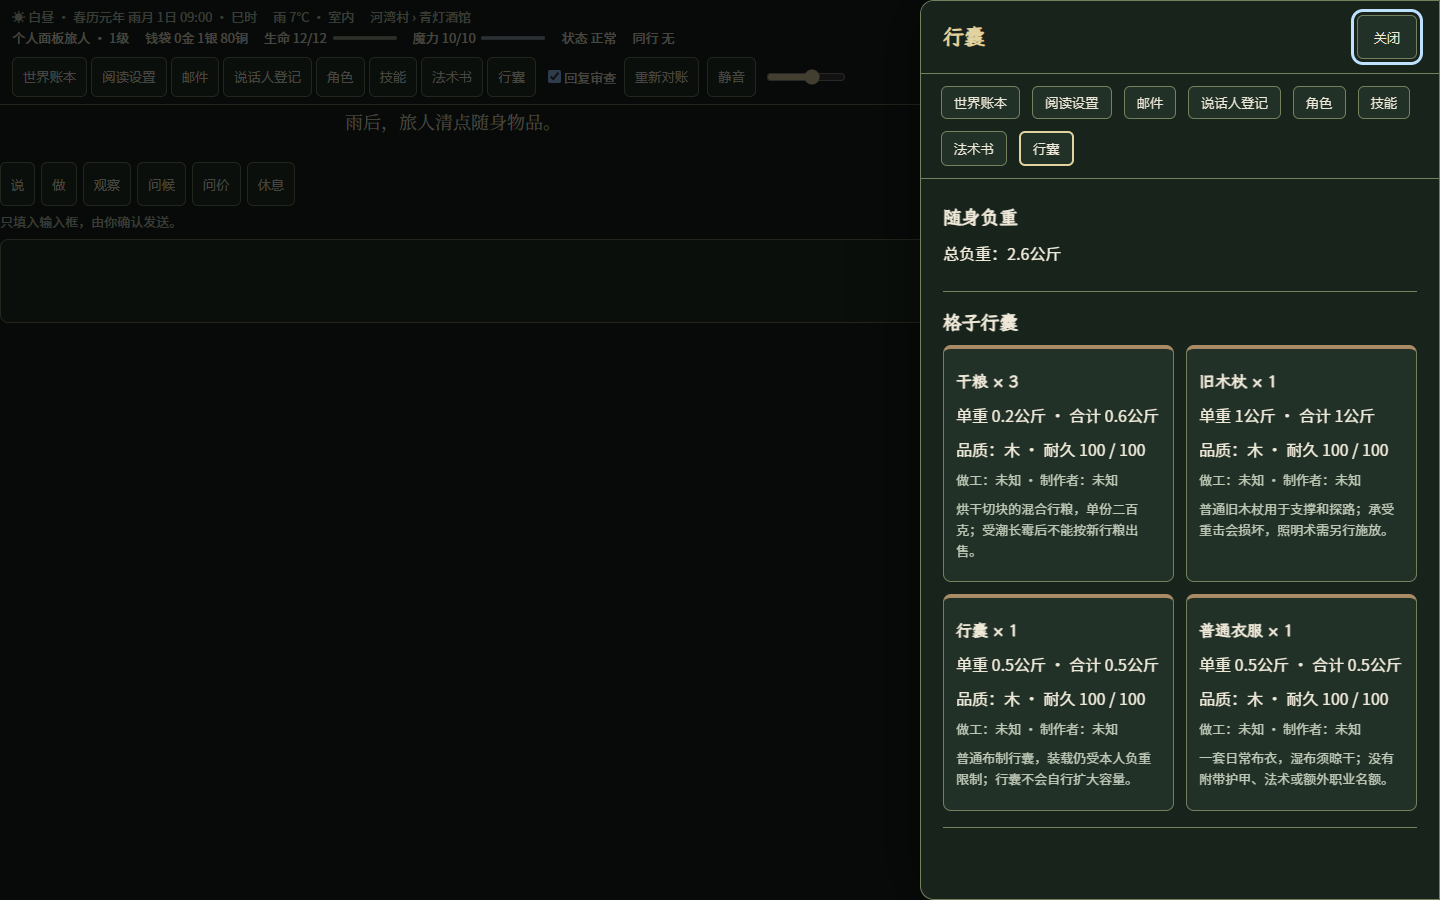 白昼 · 春历元年 雨月 1日 09:00 · 巳时 雨 7°C · 室内 河湾村 › 青灯酒馆
个人面板旅人 · 1级 钱袋 0金 1银 80铜 生命 12/12 魔力 10/10 状态 正常 同行 无
世界账本 阅读设置 邮件 说话人登记 角色 技能 法术书 行囊 回复审查 重新对账 静音
雨后，旅人清点随身物品。
说 做 观察 问候 问价 休息
只填入输入框，由你确认发送。
行囊 关闭
世界账本 阅读设置 邮件 说话人登记 角色 技能
法术书 行囊
随身负重
总负重：2.6公斤
格子行囊
干粮 × 3
单重 0.2公斤 · 合计 0.6公斤
品质：木 · 耐久 100 / 100
做工：未知 · 制作者：未知
烘干切块的混合行粮，单份二百
克；受潮长霉后不能按新行粮出
售。
旧木杖 × 1
单重 1公斤 · 合计 1公斤
品质：木 · 耐久 100 / 100
做工：未知 · 制作者：未知
普通旧木杖用于支撑和探路；承受
重击会损坏，照明术需另行施放。
行囊 × 1
单重 0.5公斤 · 合计 0.5公斤
品质：木 · 耐久 100 / 100
做工：未知 · 制作者：未知
普通布制行囊，装载仍受本人负重
限制；行囊不会自行扩大容量。
普通衣服 × 1
单重 0.5公斤 · 合计 0.5公斤
品质：木 · 耐久 100 / 100
做工：未知 · 制作者：未知
一套日常布衣，湿布须晾干；没有
附带护甲、法术或额外职业名额。